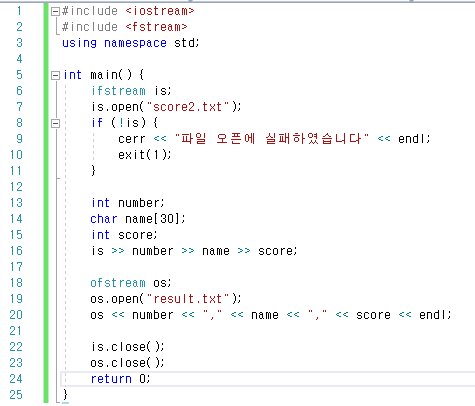 1 #include <iostream>
2 #include <fstream>
3 using namespace std;
4
5 int main() {
6 ifstream is;
7 is.open("score2.txt");
8 if (!is) {
9 cerr << "파일 오픈에 실패하였습니다" << endl;
10 exit(1);
11 }
12
13 int number;
14 char name[30];
15 int score;
16 is >> number >> name >> score;
17
18 ofstream os;
19 os.open("result.txt");
20 os << number << "," << name << "," << score << endl;
21
22 is.close();
23 os.close();
24 return 0;
25 }